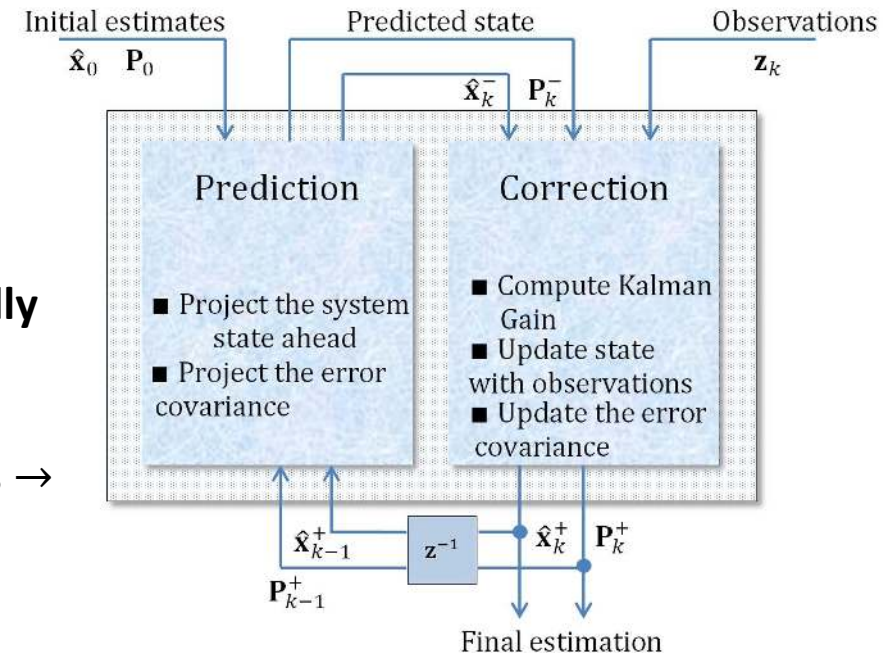 Initial estimates
Predicted state
Observations
x̂₀ P₀
x̂ₖ⁻ Pₖ⁻
zₖ
Prediction
■ Project the system
state ahead
■ Project the error
covariance
Correction
■ Compute Kalman
Gain
■ Update state
with observations
■ Update the error
covariance
lly
→
x̂ₖ₋₁⁺
z⁻¹
x̂ₖ⁺ Pₖ⁺
Pₖ₋₁⁺
Final estimation